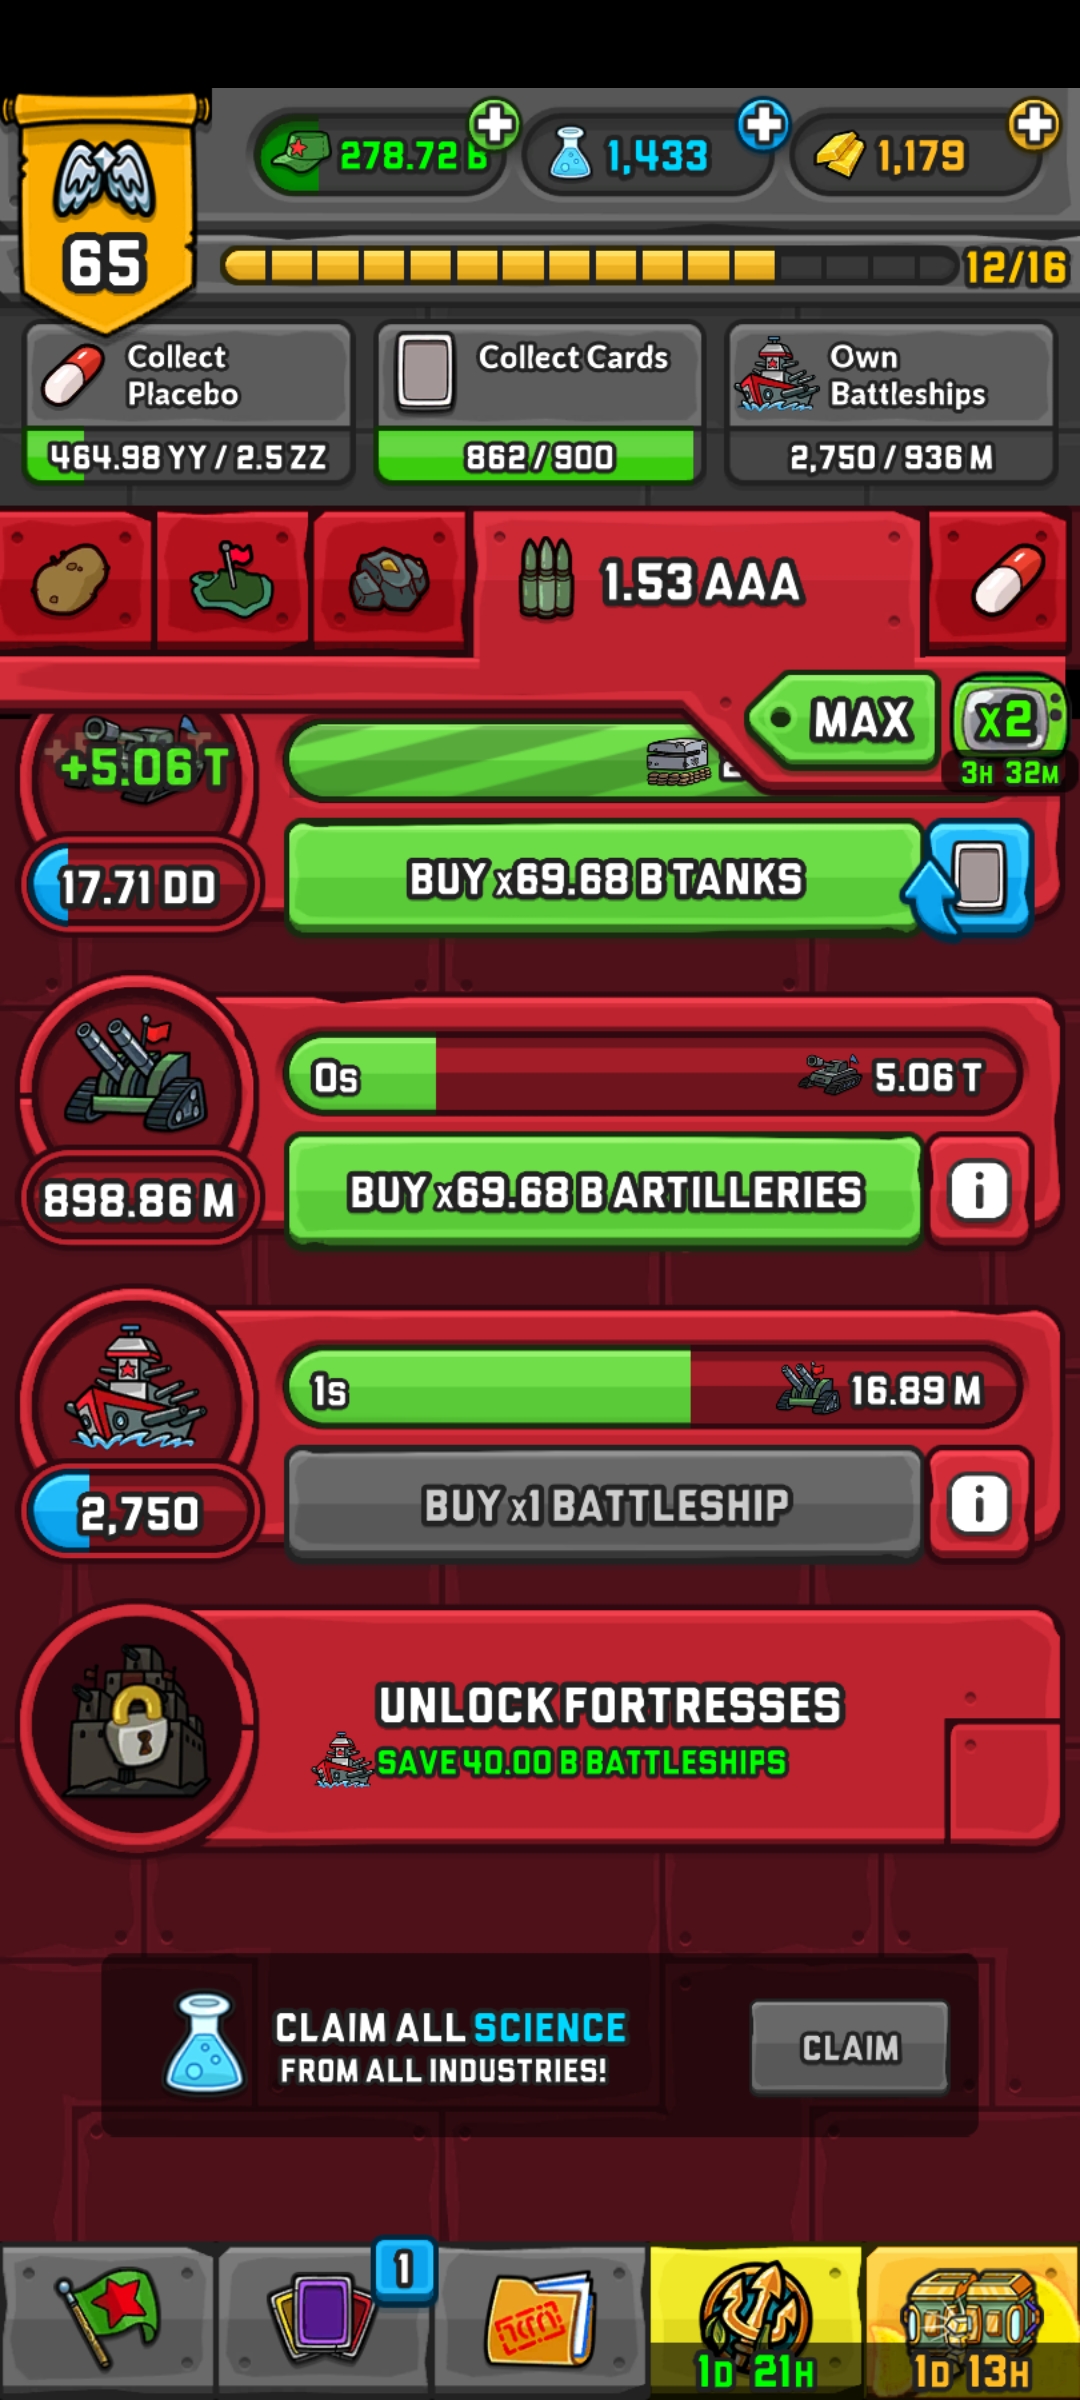 278.72 B
1,433
1,179
65
12/16
Collect
Placebo
464.98 YY / 2.5 ZZ
Collect Cards
862/900
Own
Battleships
2,750 / 936 M
1.53 AAA
MAX
x2
3H 32M
+5.06 T
17.71 DD
BUY x69.68 B TANKS
0s
5.06 T
898.86 M
BUY x69.68 B ARTILLERIES
i
1s
16.89 M
2,750
BUY x1 BATTLESHIP
i
UNLOCK FORTRESSES
SAVE 40.00 B BATTLESHIPS
CLAIM ALL SCIENCE
FROM ALL INDUSTRIES!
CLAIM
1
1D 21H
1D 13H